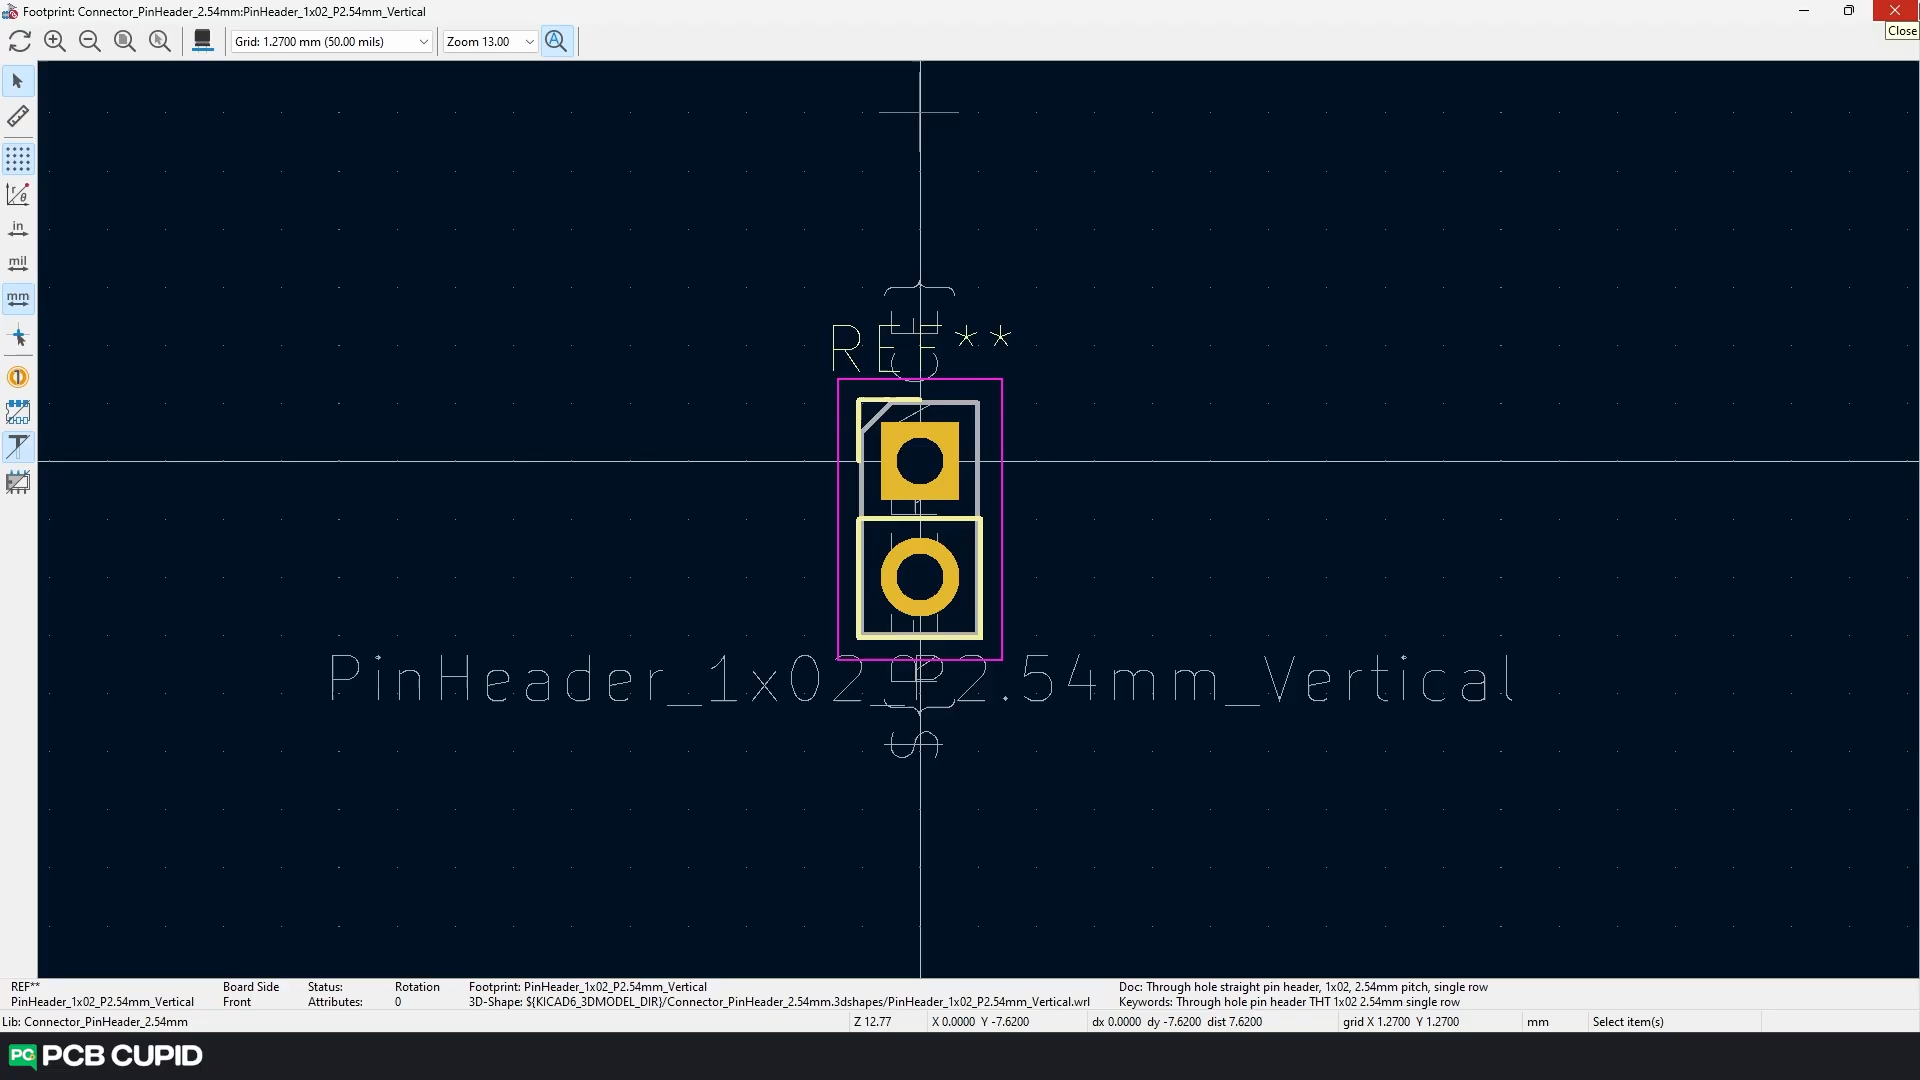 Footprint: Connector_PinHeader_2.54mm:PinHeader_1x02_P2.54mm_Vertical
Close
Grid: 1.2700 mm (50.00 mils)
Zoom 13.00
in
mil
mm
REF**
PinHeader_1x02_P2.54mm_Vertical
REF**
PinHeader_1x02_P2.54mm_Vertical
Board Side
Front
Status:
Attributes:
Rotation
0
Footprint: PinHeader_1x02_P2.54mm_Vertical
3D-Shape: ${KICAD6_3DMODEL_DIR}/Connector_PinHeader_2.54mm.3dshapes/PinHeader_1x02_P2.54mm_Vertical.wrl
Doc: Through hole straight pin header, 1x02, 2.54mm pitch, single row
Keywords: Through hole pin header THT 1x02 2.54mm single row
Lib: Connector_PinHeader_2.54mm
Z 12.77
X 0.0000 Y -7.6200
dx 0.0000 dy -7.6200 dist 7.6200
grid X 1.2700 Y 1.2700
mm
Select item(s)
PCB CUPID